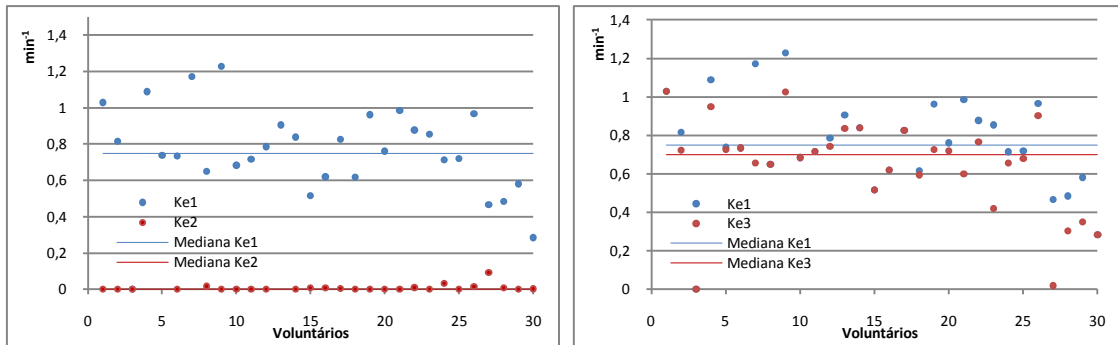 min-1
1,4
1,2
1
0,8
0,6
0,4
0,2
0
Ke1
Ke2
Mediana Ke1
Mediana Ke2
0 5 10 15 20 25 30
Voluntários
min-1
1,4
1,2
1
0,8
0,6
0,4
0,2
0
Ke1
Ke3
Mediana Ke1
Mediana Ke3
0 5 10 15 20 25 30
Voluntários